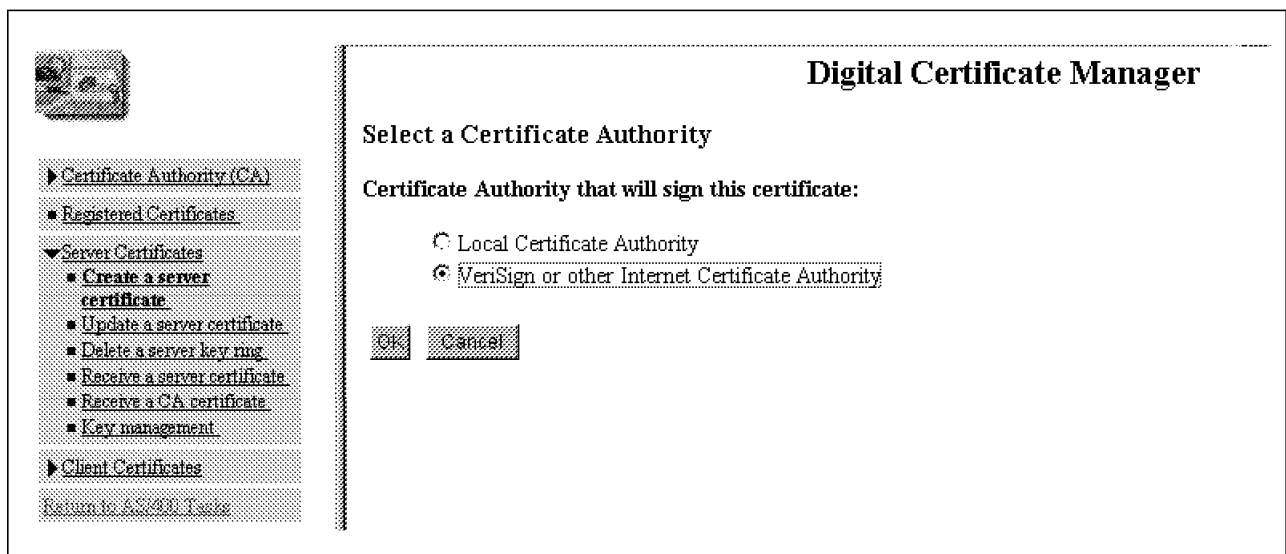 Digital Certificate Manager
Select a Certificate Authority
Certificate Authority that will sign this certificate:
Local Certificate Authority
VeriSign or other Internet Certificate Authority
OK
Cancel
Certificate Authority (CA)
Registered Certificates
Server Certificates
Create a server
certificate
Update a server certificate
Delete a server key ring
Receive a server certificate
Receive a CA certificate
Key management
Client Certificates
Return to AS/400 Tasks